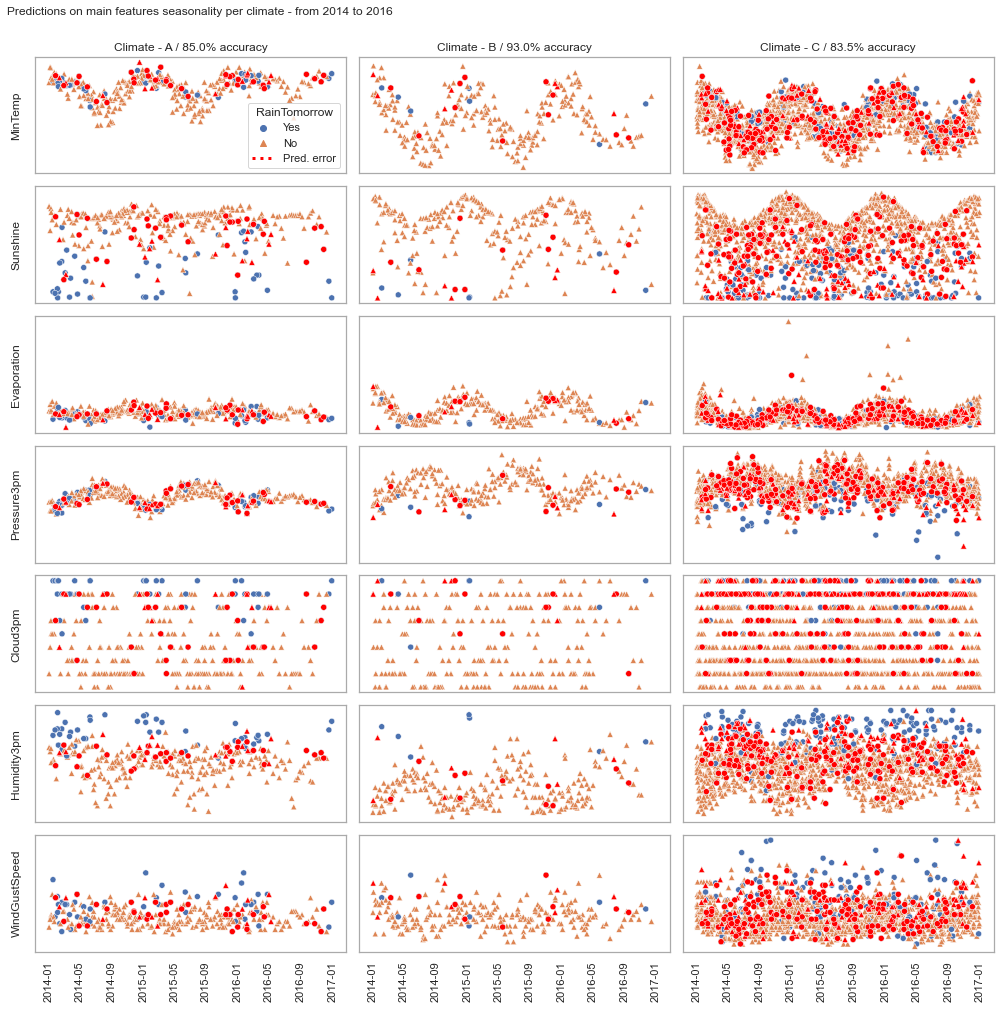 Predictions on main features seasonality per climate - from 2014 to 2016
Climate - A / 85.0% accuracy
Climate - B / 93.0% accuracy
Climate - C / 83.5% accuracy
MinTemp
RainTomorrow
Yes
No
Pred. error
Sunshine
Evaporation
Pressure3pm
Cloud3pm
Humidity3pm
WindGustSpeed
2014-01 2014-05 2014-09 2015-01 2015-05 2015-09 2016-01 2016-05 2016-09 2017-01
2014-01 2014-05 2014-09 2015-01 2015-05 2015-09 2016-01 2016-05 2016-09 2017-01
2014-01 2014-05 2014-09 2015-01 2015-05 2015-09 2016-01 2016-05 2016-09 2017-01